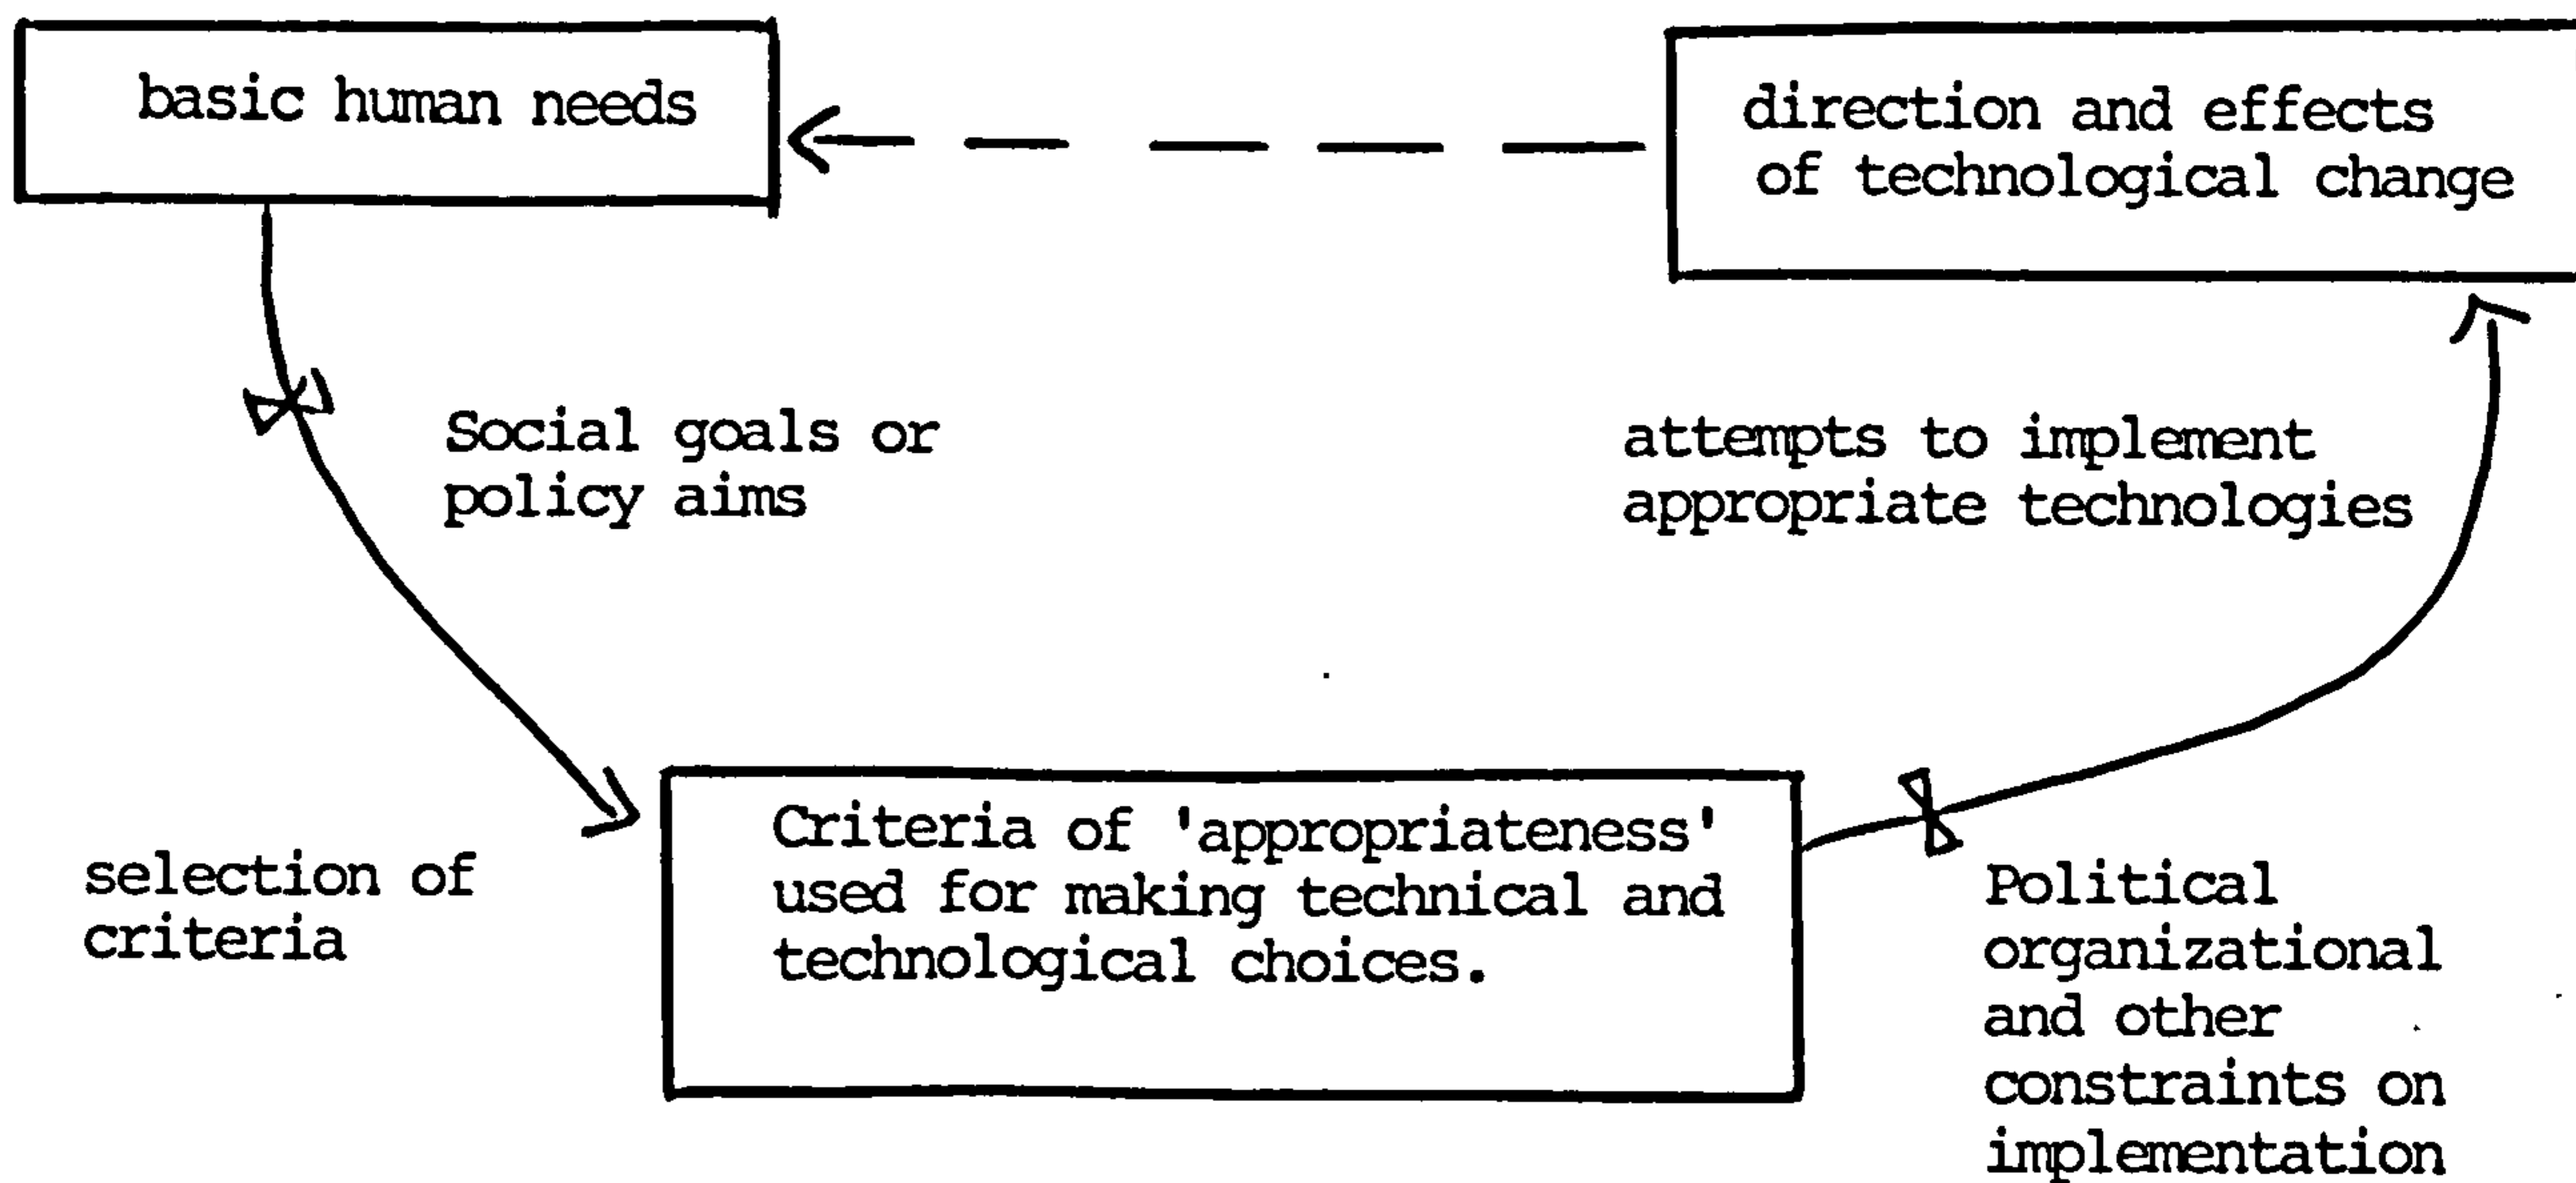 basic human needs
direction and effects
of technological change
Social goals or
policy aims
attempts to implement
appropriate technologies
selection of
criteria
Criteria of 'appropriateness'
used for making technical and
technological choices.
Political
organizational
and other
constraints on
implementation